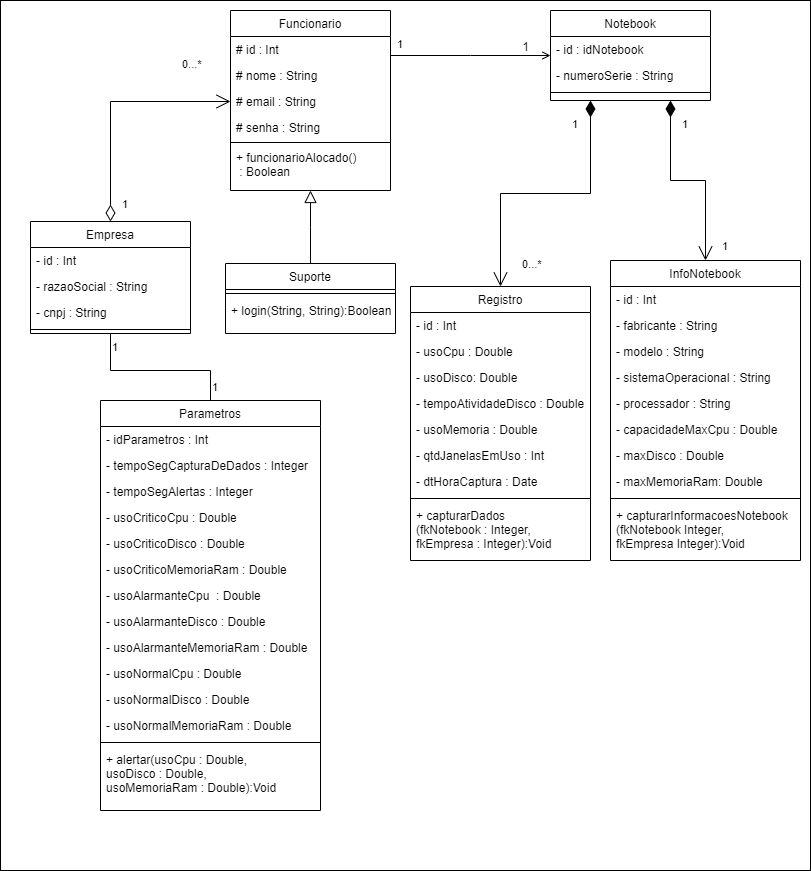 Funcionario
# id : Int
# nome : String
# email : String
# senha : String
+ funcionarioAlocado()
: Boolean
1
1
Notebook
- id : idNotebook
- numeroSerie : String
0...*
1
1
1
Empresa
- id : Int
- razaoSocial : String
- cnpj : String
Suporte
+ login(String, String):Boolean
0...*
1
Registro
- id : Int
- usoCpu : Double
- usoDisco: Double
- tempoAtividadeDisco : Double
- usoMemoria : Double
- qtdJanelasEmUso : Int
- dtHoraCaptura : Date
+ capturarDados
(fkNotebook : Integer,
fkEmpresa : Integer):Void
InfoNotebook
- id : Int
- fabricante : String
- modelo : String
- sistemaOperacional : String
- processador : String
- capacidadeMaxCpu : Double
- maxDisco : Double
- maxMemoriaRam: Double
+ capturarInformacoesNotebook
(fkNotebook Integer,
fkEmpresa Integer):Void
1
1
Parametros
- idParametros : Int
- tempoSegCapturaDeDados : Integer
- tempoSegAlertas : Integer
- usoCriticoCpu : Double
- usoCriticoDisco : Double
- usoCriticoMemoriaRam : Double
- usoAlarmanteCpu  : Double
- usoAlarmanteDisco : Double
- usoAlarmanteMemoriaRam : Double
- usoNormalCpu : Double
- usoNormalDisco : Double
- usoNormalMemoriaRam : Double
+ alertar(usoCpu : Double,
usoDisco : Double,
usoMemoriaRam : Double):Void